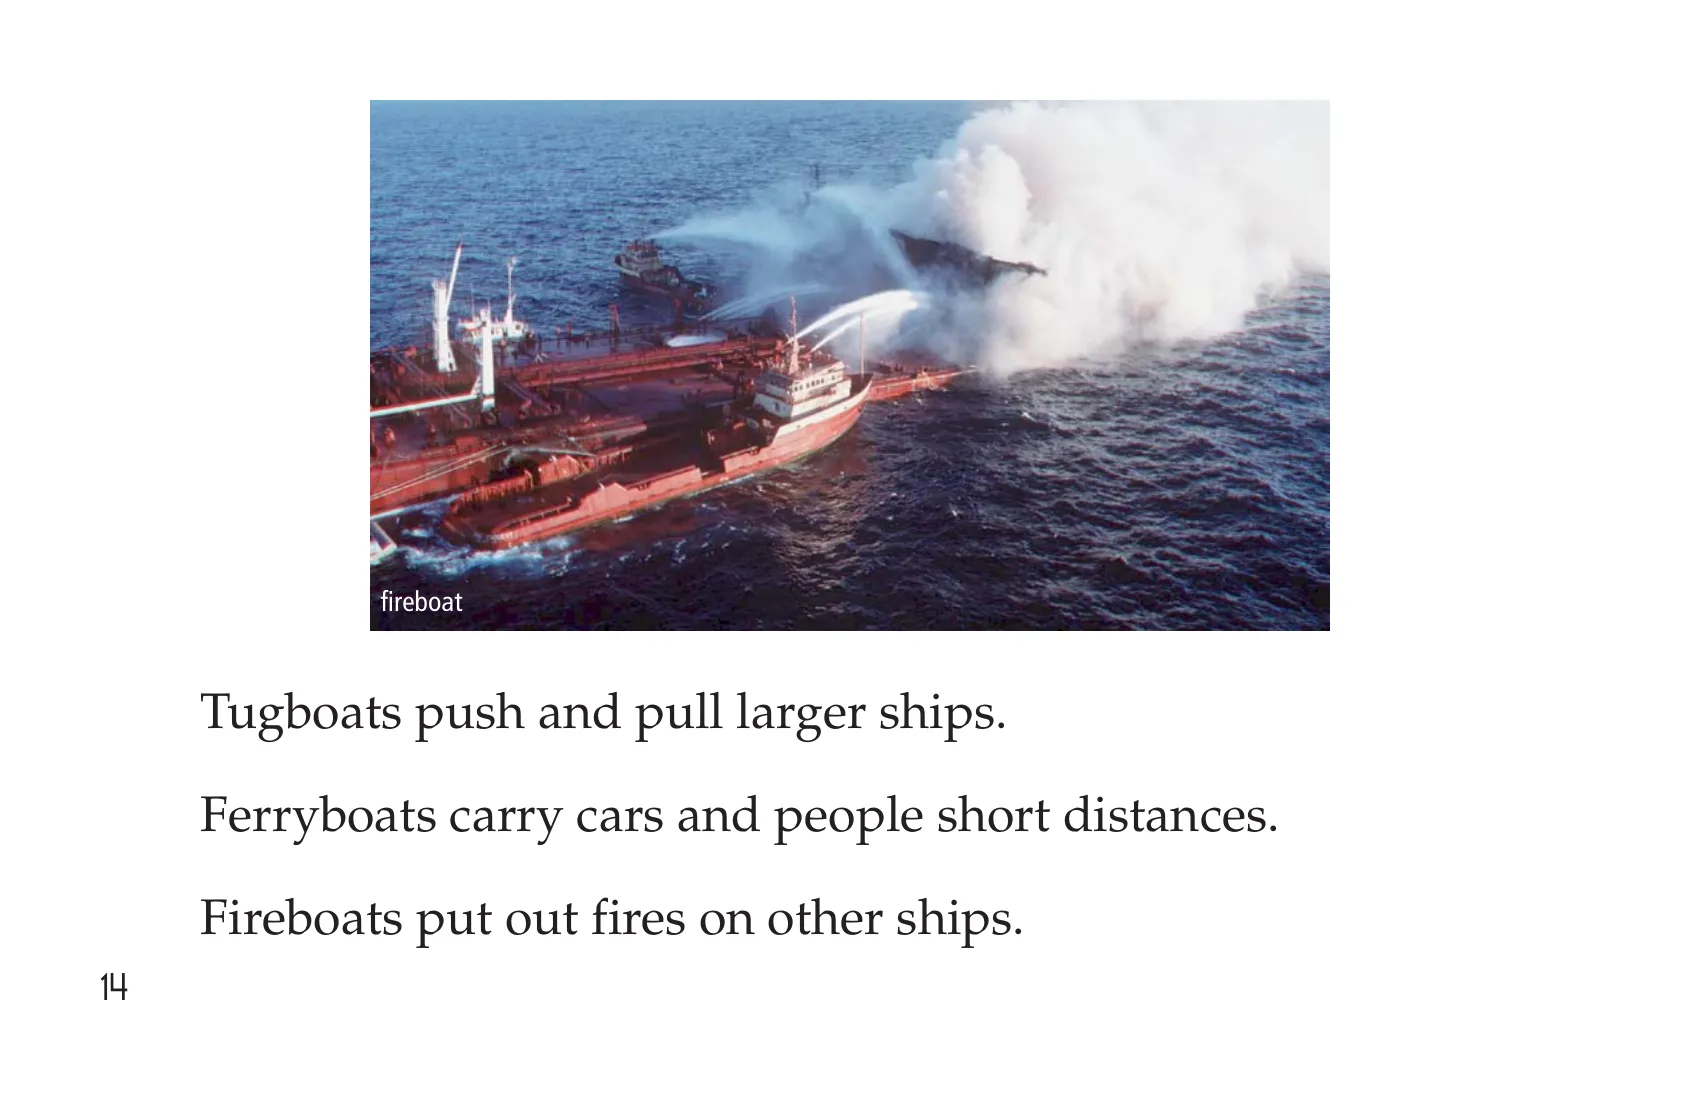 fireboat
Tugboats push and pull larger ships.
Ferryboats carry cars and people short distances.
Fireboats put out fires on other ships.
14